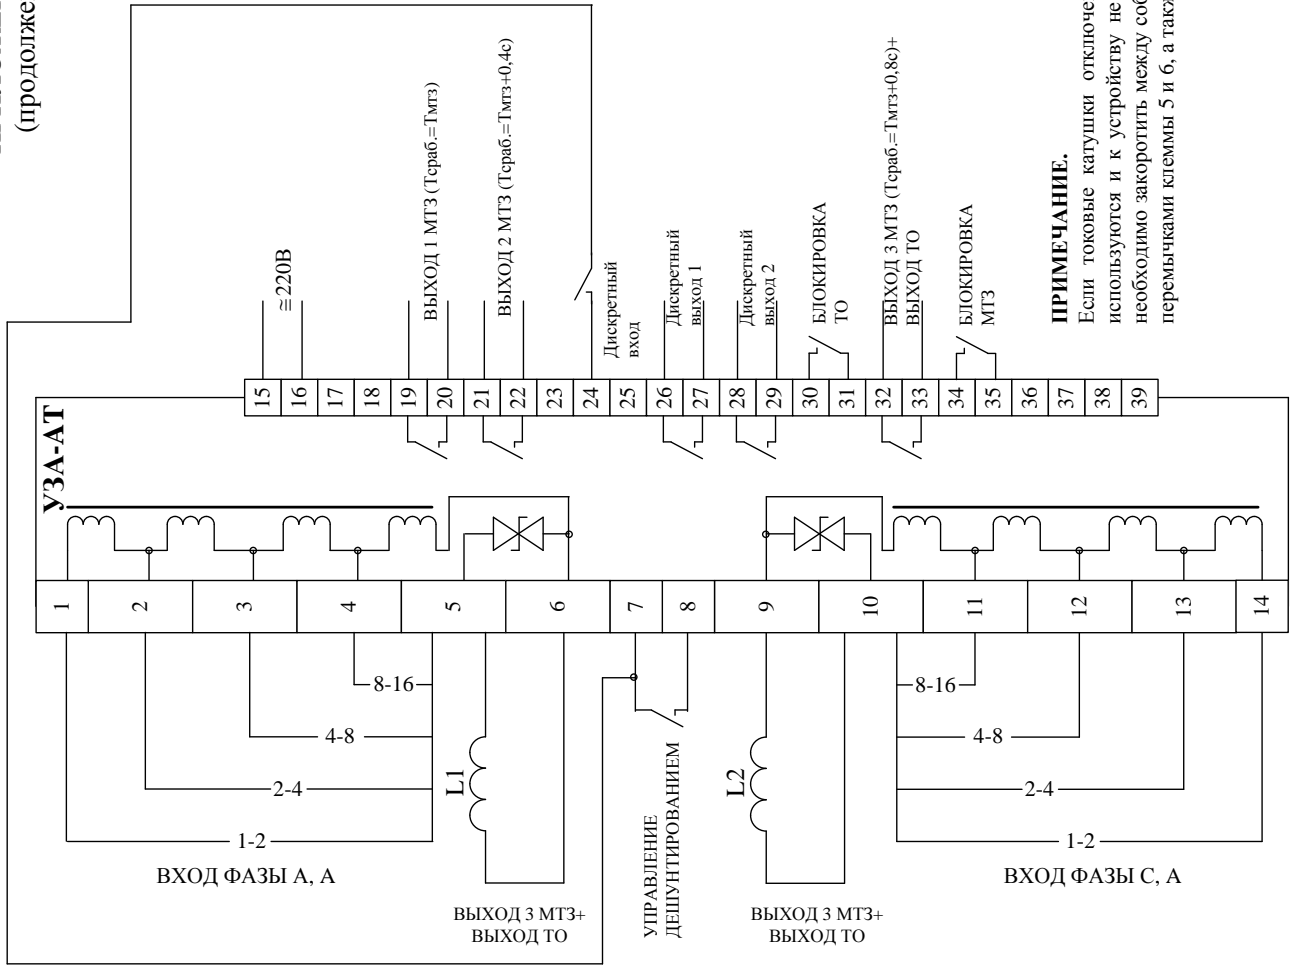 (продолже
УЗА-АТ
1
2
3
4
5
6
7
8
9
10
11
12
13
14
15
16
17
18
19
20
21
22
23
24
25
26
27
28
29
30
31
32
33
34
35
36
37
38
39
≅220В
ВЫХОД 1 МТЗ (Тсраб.=Тмтз)
ВЫХОД 2 МТЗ (Тсраб.=Тмтз+0,4с)
Дискретный
вход
Дискретный
выход 1
Дискретный
выход 2
БЛОКИРОВКА
ТО
ВЫХОД 3 МТЗ (Тсраб.=Тмтз+0,8с)+
ВЫХОД ТО
БЛОКИРОВКА
МТЗ
8-16
4-8
2-4
1-2
ВХОД ФАЗЫ А, А
L1
ВЫХОД 3 МТЗ+
ВЫХОД ТО
УПРАВЛЕНИЕ
ДЕШУНТИРОВАНИЕМ
L2
ВЫХОД 3 МТЗ+
ВЫХОД ТО
8-16
4-8
2-4
1-2
ВХОД ФАЗЫ С, А
ПРИМЕЧАНИЕ.
Если токовые катушки отключе
используются и к устройству не
необходимо закоротить между соб
перемычками клеммы 5 и 6, а такж